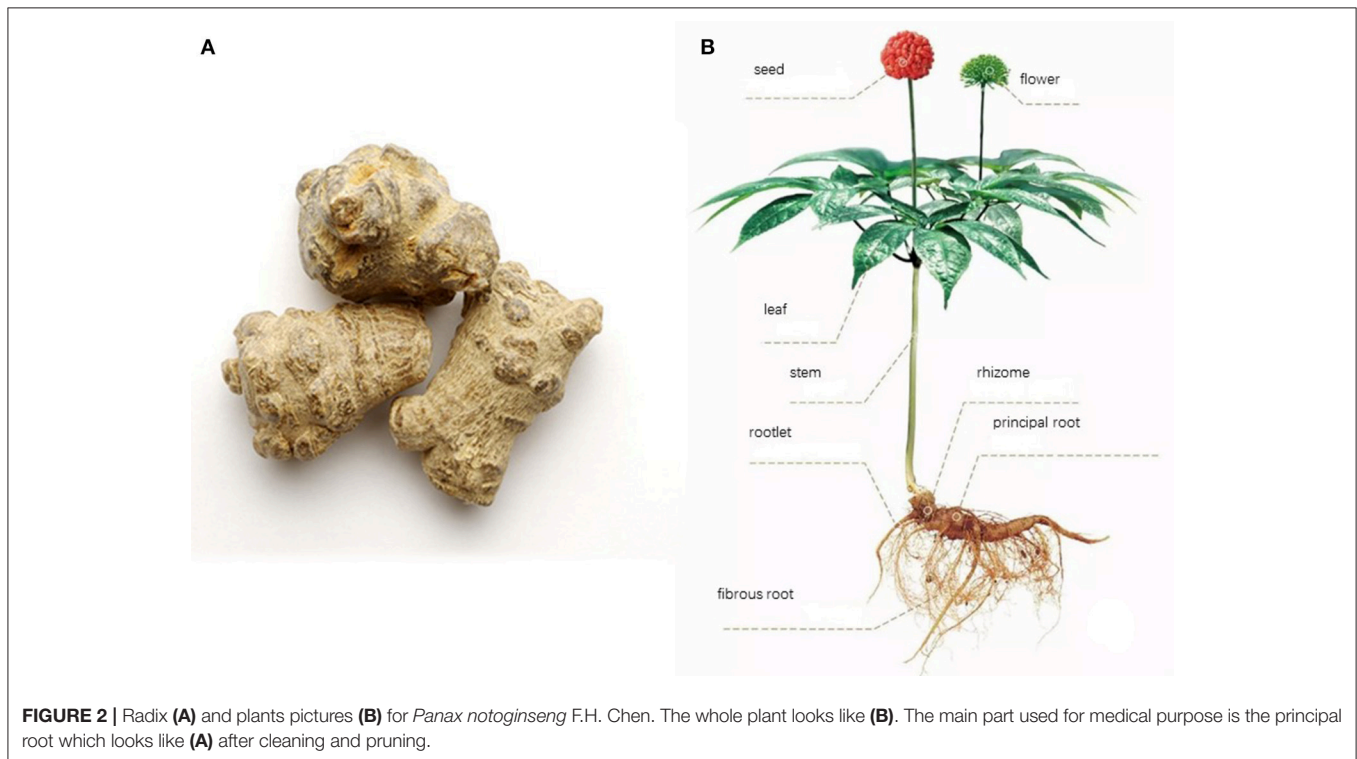 A
B
seed
flower
leaf
stem
rhizome
rootlet
principal root
fibrous root
FIGURE 2 | Radix (A) and plants pictures (B) for Panax notoginseng F.H. Chen. The whole plant looks like (B). The main part used for medical purpose is the principal
root which looks like (A) after cleaning and pruning.